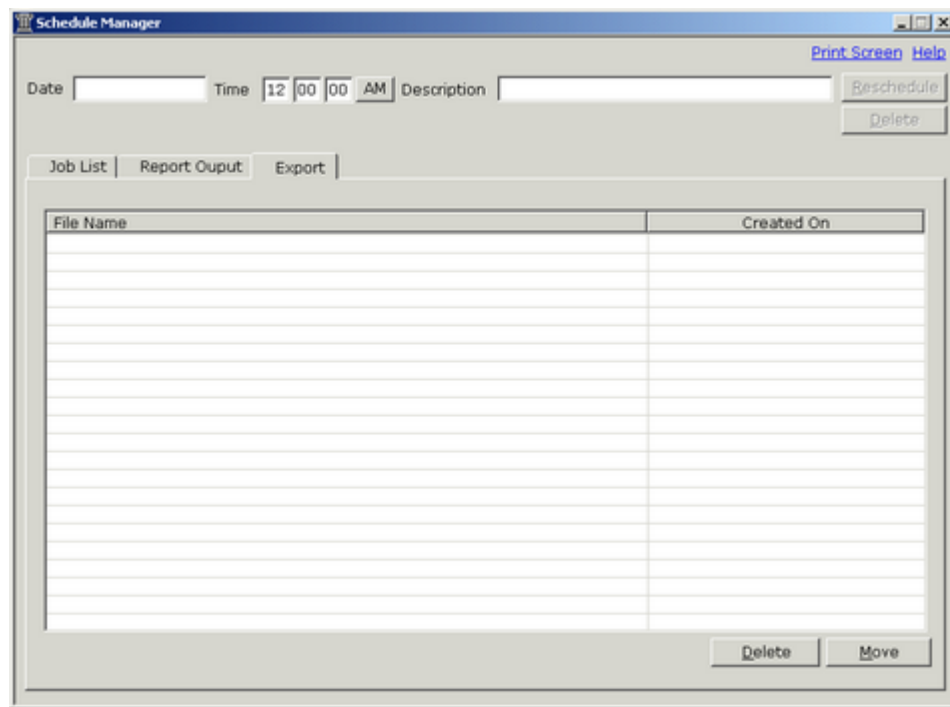 Schedule Manager
Print Screen Help
Date Time 12 00 00 AM Description Reschedule
Delete
Job List Report Ouput Export
File Name Created On
Delete Move